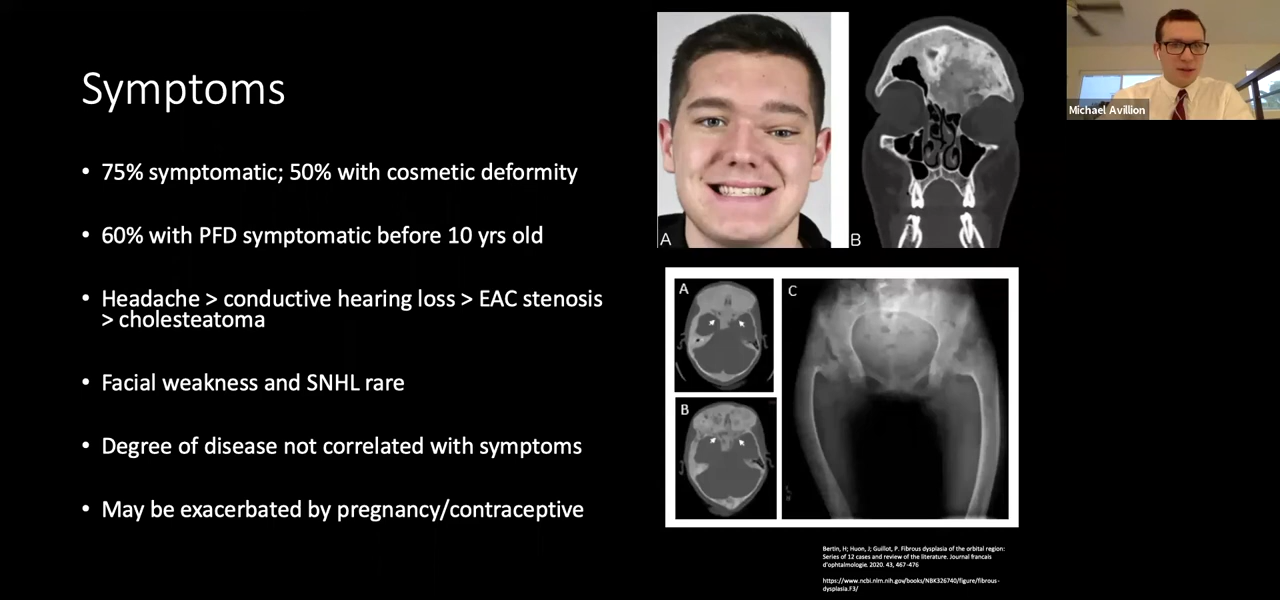 Symptoms
• 75% symptomatic; 50% with cosmetic deformity
• 60% with PFD symptomatic before 10 yrs old
• Headache > conductive hearing loss > EAC stenosis
> cholesteatoma
• Facial weakness and SNHL rare
• Degree of disease not correlated with symptoms
• May be exacerbated by pregnancy/contraceptive
A
B
A
B
C
Bertin, H; Huon, J; Guillot, P. Fibrous dysplasia of the orbital region:
Series of 12 cases and review of the literature. Journal francais
d'ophtalmologie. 2020. 43, 467-476
https://www.ncbi.nlm.nih.gov/books/NBK326740/figure/fibrous-
dysplasia.F3/
Michael Avillion